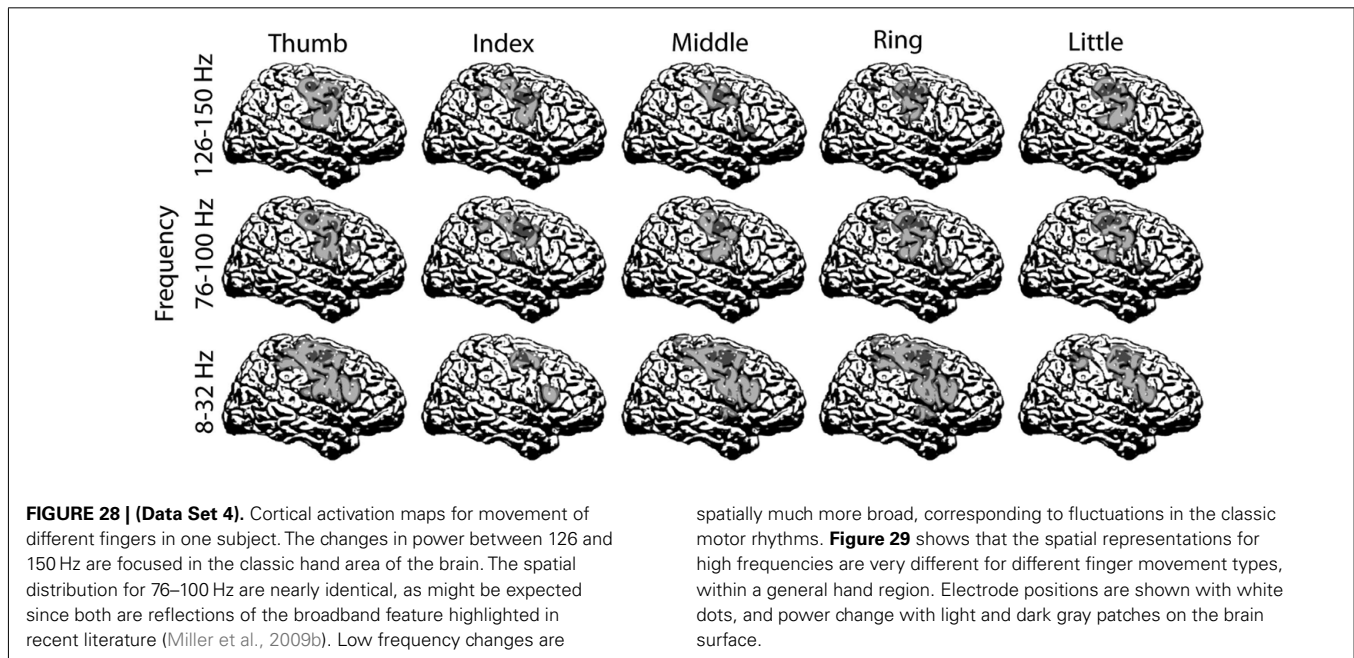 Thumb Index Middle Ring Little
126-150 Hz
76-100 Hz
8-32 Hz
Frequency
FIGURE 28 | (Data Set 4). Cortical activation maps for movement of
different fingers in one subject. The changes in power between 126 and
150 Hz are focused in the classic hand area of the brain. The spatial
distribution for 76–100 Hz are nearly identical, as might be expected
since both are reflections of the broadband feature highlighted in
recent literature (Miller et al., 2009b). Low frequency changes are
spatially much more broad, corresponding to fluctuations in the classic
motor rhythms. Figure 29 shows that the spatial representations for
high frequencies are very different for different finger movement types,
within a general hand region. Electrode positions are shown with white
dots, and power change with light and dark gray patches on the brain
surface.